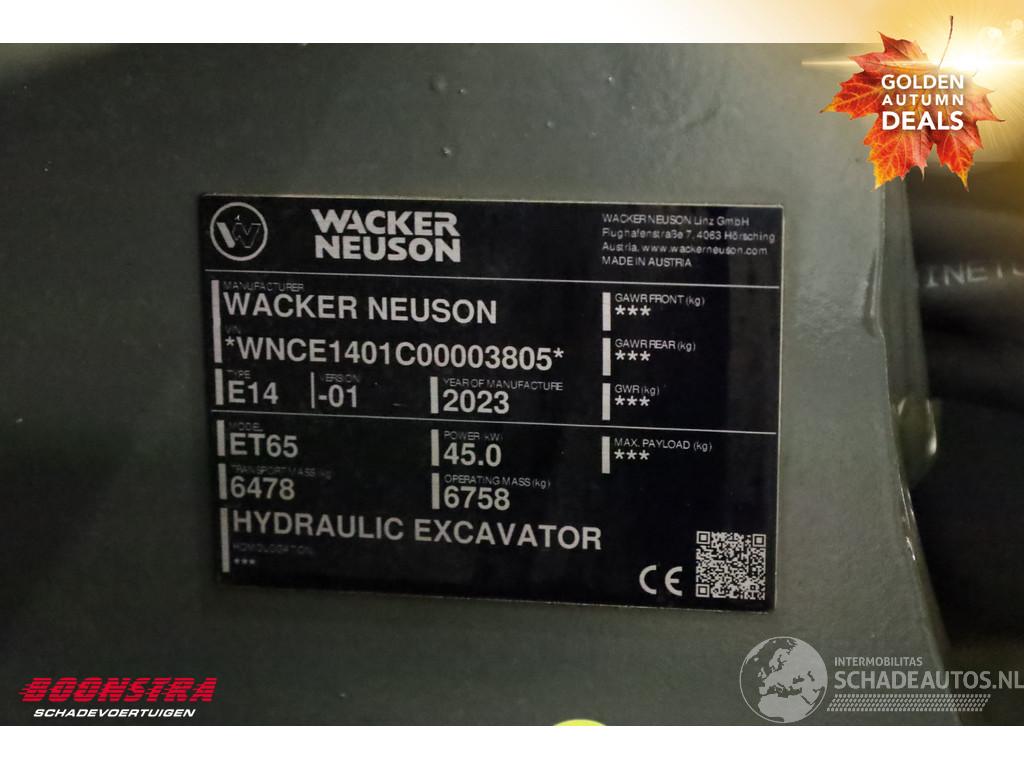 GOLDEN
AUTUMN
DEALS
WACKER
NEUSON
WACKER NEUSON Linz GmbH
Flughafenstraße 7, 4063 Hörsching
Austria, www.wackerneuson.com
MADE IN AUSTRIA
MANUFACTURER
WACKER NEUSON
VIN
*WNCE1401C00003805*
TYPE
E14
VERSION
-01
YEAR OF MANUFACTURE
2023
GAWR FRONT (kg)
***
GAWR REAR (kg)
***
GWR (kg)
***
MODEL
ET65
POWER (kW)
45.0
MAX. PAYLOAD (kg)
***
TRANSPORT MASS (kg)
6478
OPERATING MASS (kg)
6758
HYDRAULIC EXCAVATOR
HOMOLOGATION
***
CE
BOONSTRA
SCHADEVOERTUIGEN
INTERMOBILITAS
SCHADEAUTOS.NL